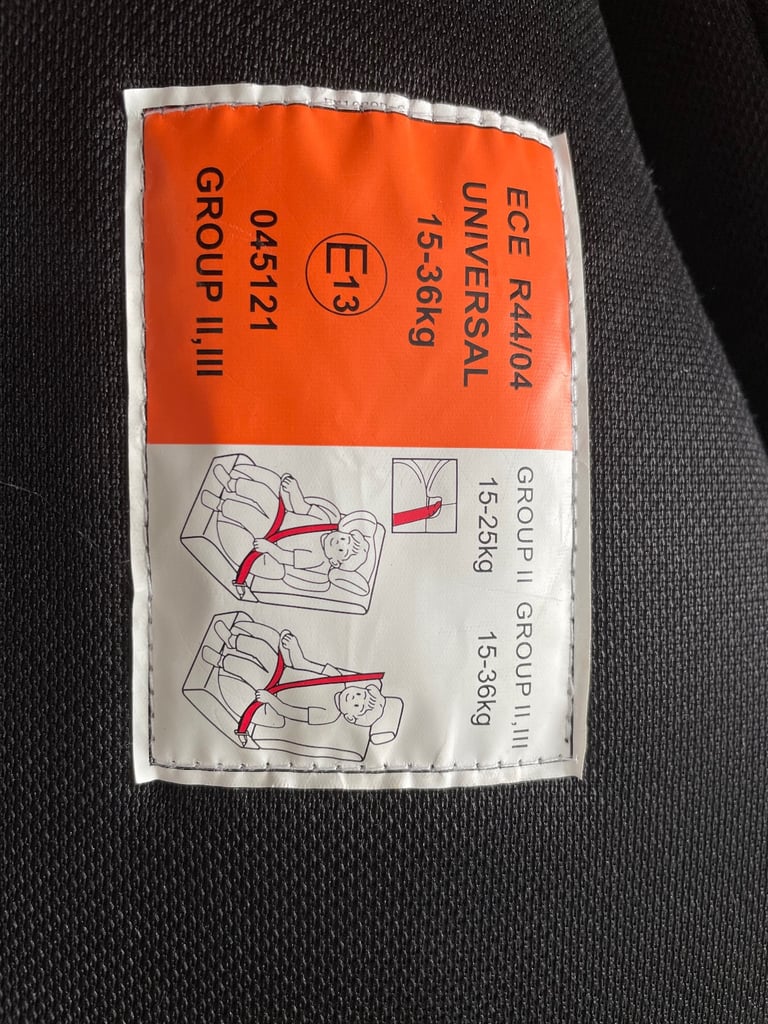 ECE R44/04
UNIVERSAL
15-36kg
E13
045121
GROUP II,III
GROUP II GROUP II,III
15-25kg 15-36kg